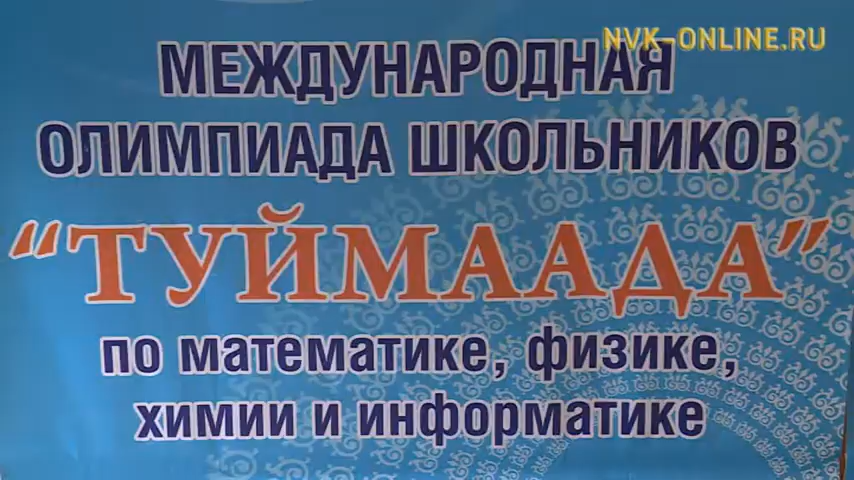 NVK-ONLINE.RU
МЕЖДУНАРОДНАЯ
ОЛИМПИАДА ШКОЛЬНИКОВ
“ТУЙМААДА”
по математике, физике,
химии и информатике